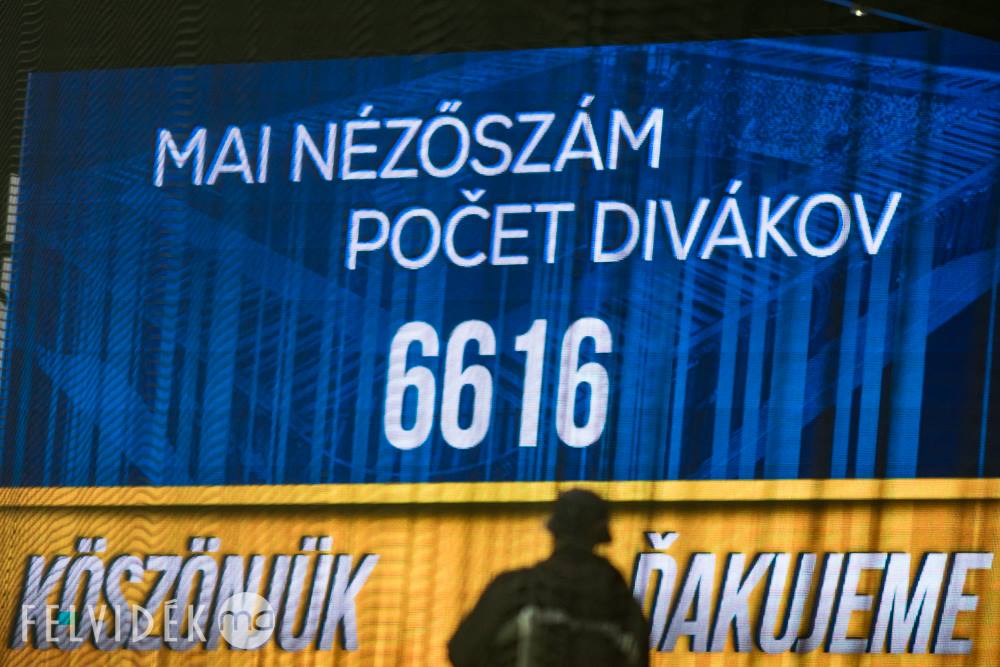 MAI NÉZŐSZÁM
POČET DIVÁKOV
6616
KÖSZÖNJÜK ĎAKUJEME
FELVIDÉK ma